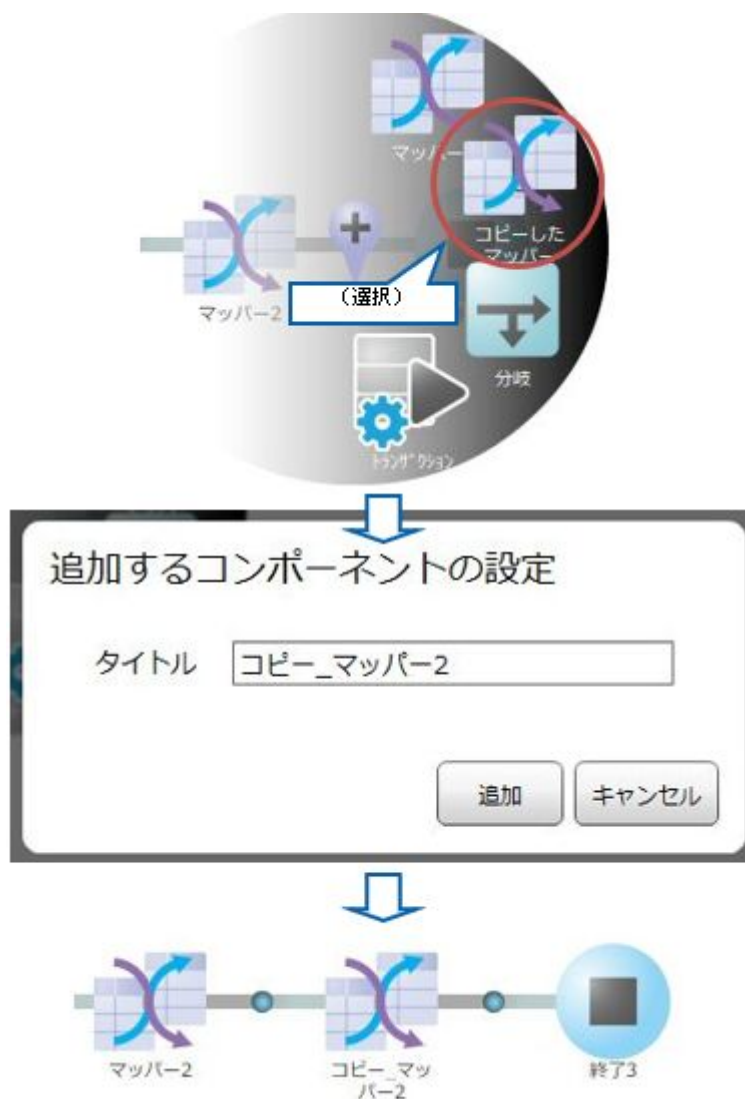 マッパー
コピーした
マッパー
マッパー2
（選択）
分岐
ﾄﾗﾝｻﾞｸｼｮﾝ
追加するコンポーネントの設定
タイトル
コピー_マッパー2
追加
キャンセル
マッパー2
コピー_マッ
パー2
終了3